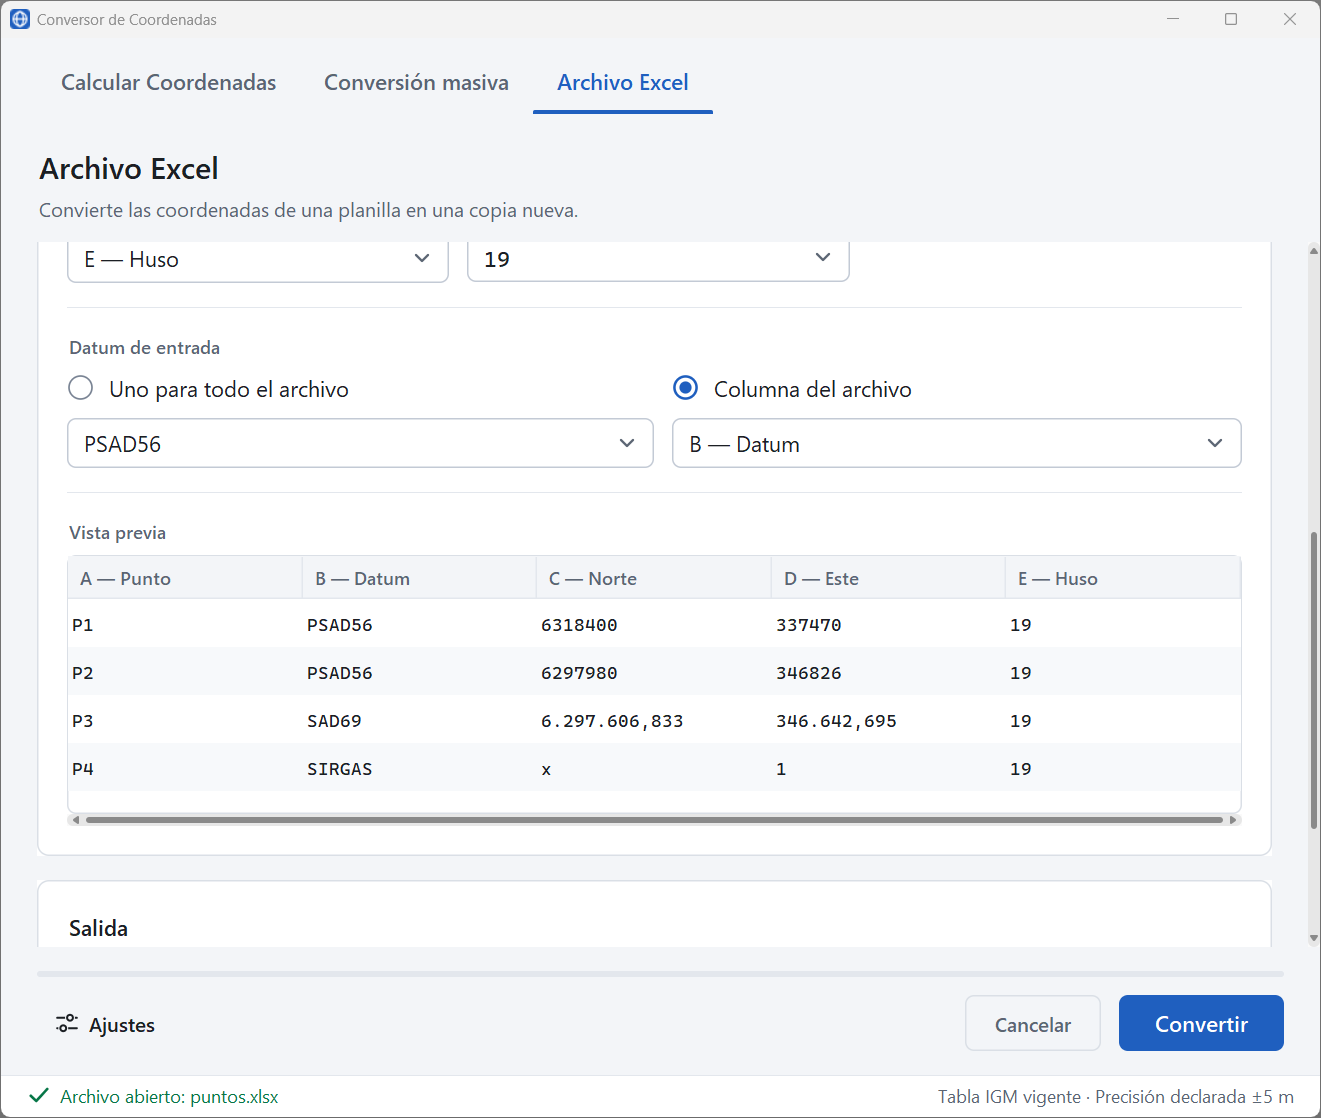 Conversor de Coordenadas
Calcular Coordenadas Conversión masiva Archivo Excel
Archivo Excel
Convierte las coordenadas de una planilla en una copia nueva.
E — Huso 19
Datum de entrada
Uno para todo el archivo Columna del archivo
PSAD56 B — Datum
Vista previa
A — Punto B — Datum C — Norte D — Este E — Huso
P1 PSAD56 6318400 337470 19
P2 PSAD56 6297980 346826 19
P3 SAD69 6.297.606,833 346.642,695 19
P4 SIRGAS x 1 19
Salida
Ajustes Cancelar Convertir
Archivo abierto: puntos.xlsx Tabla IGM vigente · Precisión declarada ±5 m